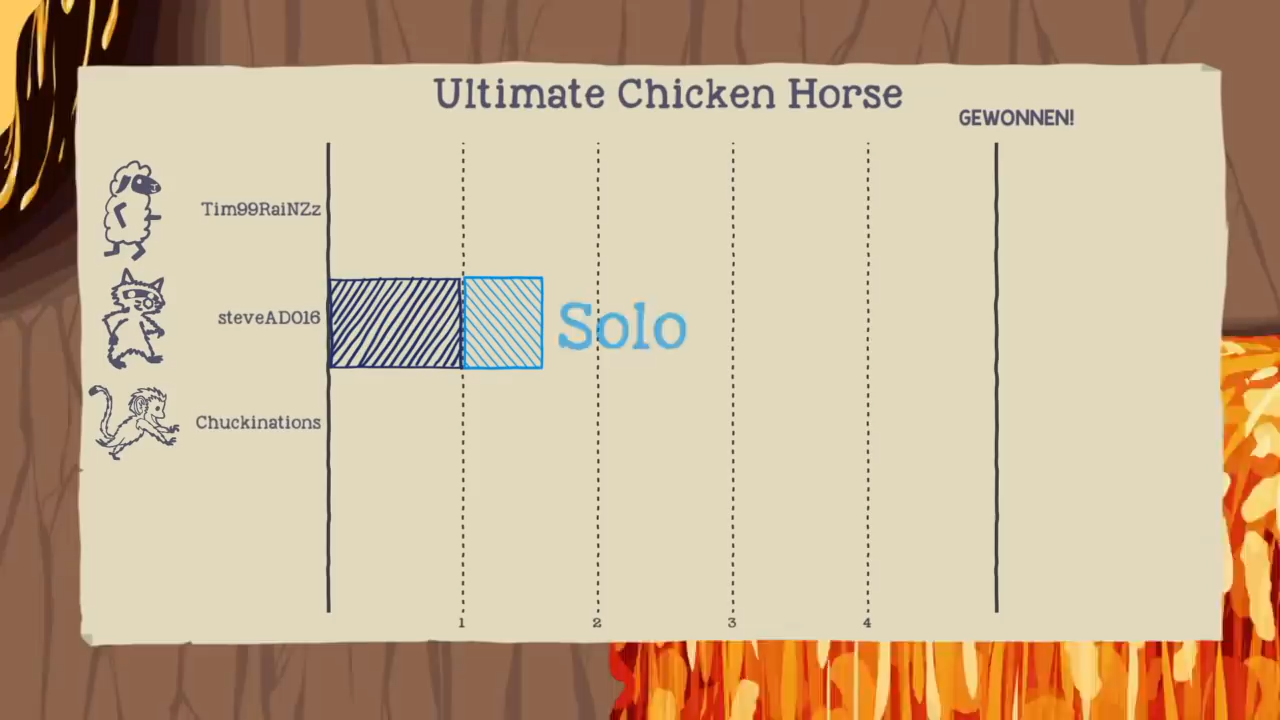 Ultimate Chicken Horse
GEWONNEN!
Tim99RaiNZz
steveAD016
Solo
Chuckinations
1 2 3 4